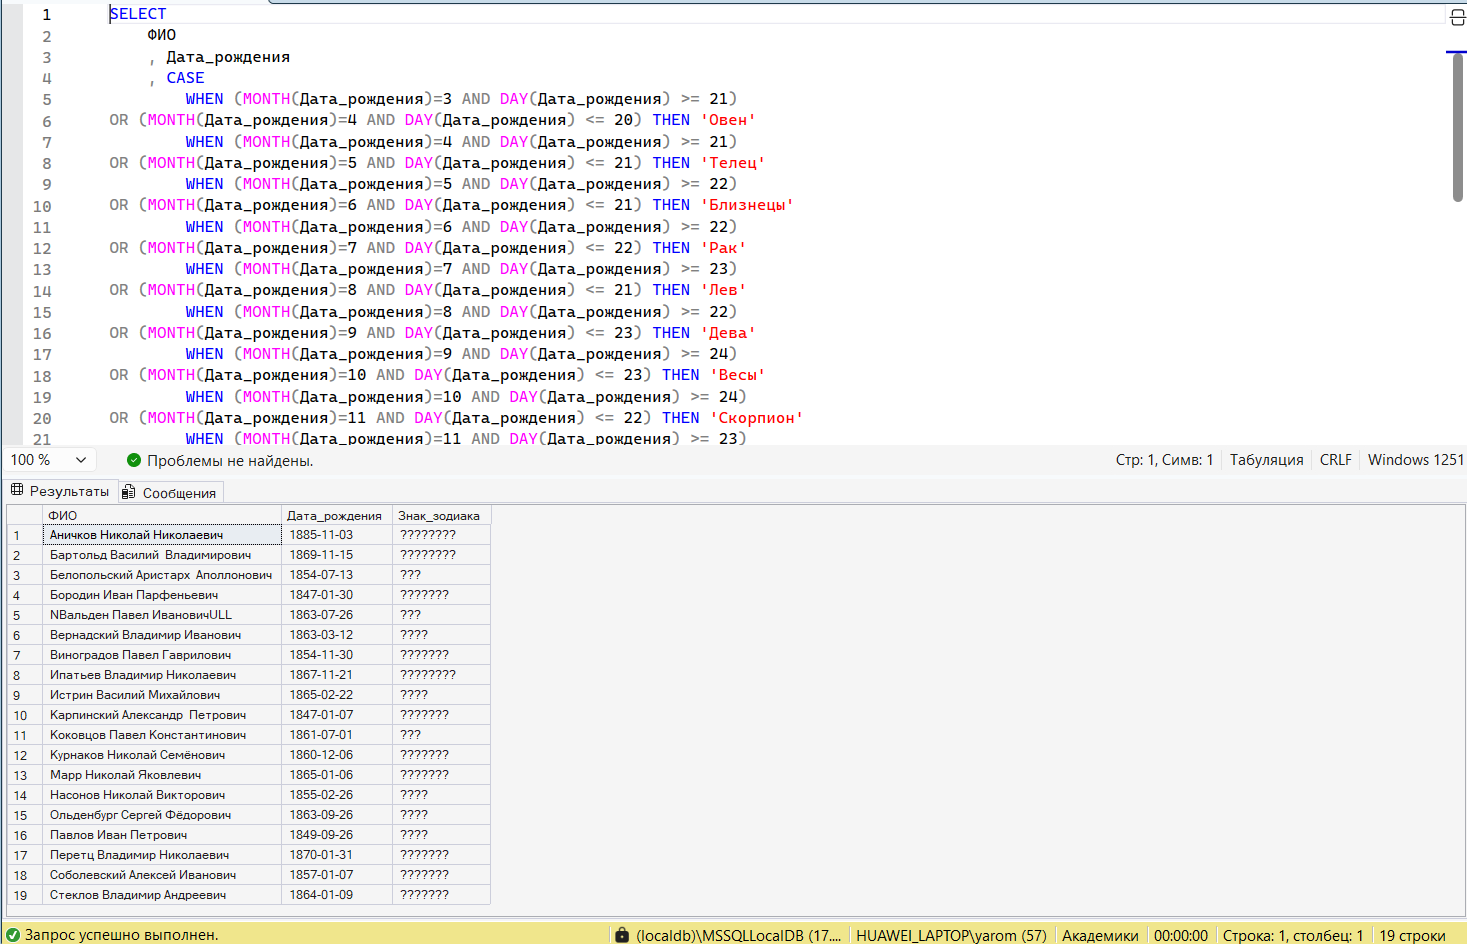 1 SELECT
2 ФИО
3 , Дата_рождения
4 , CASE
5 WHEN (MONTH(Дата_рождения)=3 AND DAY(Дата_рождения) >= 21)
6 OR (MONTH(Дата_рождения)=4 AND DAY(Дата_рождения) <= 20) THEN 'Овен'
7 WHEN (MONTH(Дата_рождения)=4 AND DAY(Дата_рождения) >= 21)
8 OR (MONTH(Дата_рождения)=5 AND DAY(Дата_рождения) <= 21) THEN 'Телец'
9 WHEN (MONTH(Дата_рождения)=5 AND DAY(Дата_рождения) >= 22)
10 OR (MONTH(Дата_рождения)=6 AND DAY(Дата_рождения) <= 21) THEN 'Близнецы'
11 WHEN (MONTH(Дата_рождения)=6 AND DAY(Дата_рождения) >= 22)
12 OR (MONTH(Дата_рождения)=7 AND DAY(Дата_рождения) <= 22) THEN 'Рак'
13 WHEN (MONTH(Дата_рождения)=7 AND DAY(Дата_рождения) >= 23)
14 OR (MONTH(Дата_рождения)=8 AND DAY(Дата_рождения) <= 21) THEN 'Лев'
15 WHEN (MONTH(Дата_рождения)=8 AND DAY(Дата_рождения) >= 22)
16 OR (MONTH(Дата_рождения)=9 AND DAY(Дата_рождения) <= 23) THEN 'Дева'
17 WHEN (MONTH(Дата_рождения)=9 AND DAY(Дата_рождения) >= 24)
18 OR (MONTH(Дата_рождения)=10 AND DAY(Дата_рождения) <= 23) THEN 'Весы'
19 WHEN (MONTH(Дата_рождения)=10 AND DAY(Дата_рождения) >= 24)
20 OR (MONTH(Дата_рождения)=11 AND DAY(Дата_рождения) <= 22) THEN 'Скорпион'
21 WHEN (MONTH(Дата_рождения)=11 AND DAY(Дата_рождения) >= 23)
100 % Проблемы не найдены. Стр: 1, Симв: 1 Табуляция CRLF Windows 1251
Результаты Сообщения
ФИО Дата_рождения Знак_зодиака
1 Аничков Николай Николаевич 1885-11-03 ????????
2 Бартольд Василий  Владимирович 1869-11-15 ????????
3 Белопольский Аристарх  Аполлонович 1854-07-13 ???
4 Бородин Иван Парфеньевич 1847-01-30 ???????
5 NВальден Павел ИвановичULL 1863-07-26 ???
6 Вернадский Владимир Иванович 1863-03-12 ????
7 Виноградов Павел Гаврилович 1854-11-30 ???????
8 Ипатьев Владимир Николаевич 1867-11-21 ????????
9 Истрин Василий Михайлович 1865-02-22 ????
10 Карпинский Александр  Петрович 1847-01-07 ???????
11 Коковцов Павел Константинович 1861-07-01 ???
12 Курнаков Николай Семёнович 1860-12-06 ???????
13 Марр Николай Яковлевич 1865-01-06 ???????
14 Насонов Николай Викторович 1855-02-26 ????
15 Ольденбург Сергей Фёдорович 1863-09-26 ????
16 Павлов Иван Петрович 1849-09-26 ????
17 Перетц Владимир Николаевич 1870-01-31 ???????
18 Соболевский Алексей Иванович 1857-01-07 ???????
19 Стеклов Владимир Андреевич 1864-01-09 ???????
Запрос успешно выполнен. (localdb)\MSSQLLocalDB (17.... HUAWEI_LAPTOP\yarom (57) Академики 00:00:00 Строка: 1, столбец: 1 19 строки